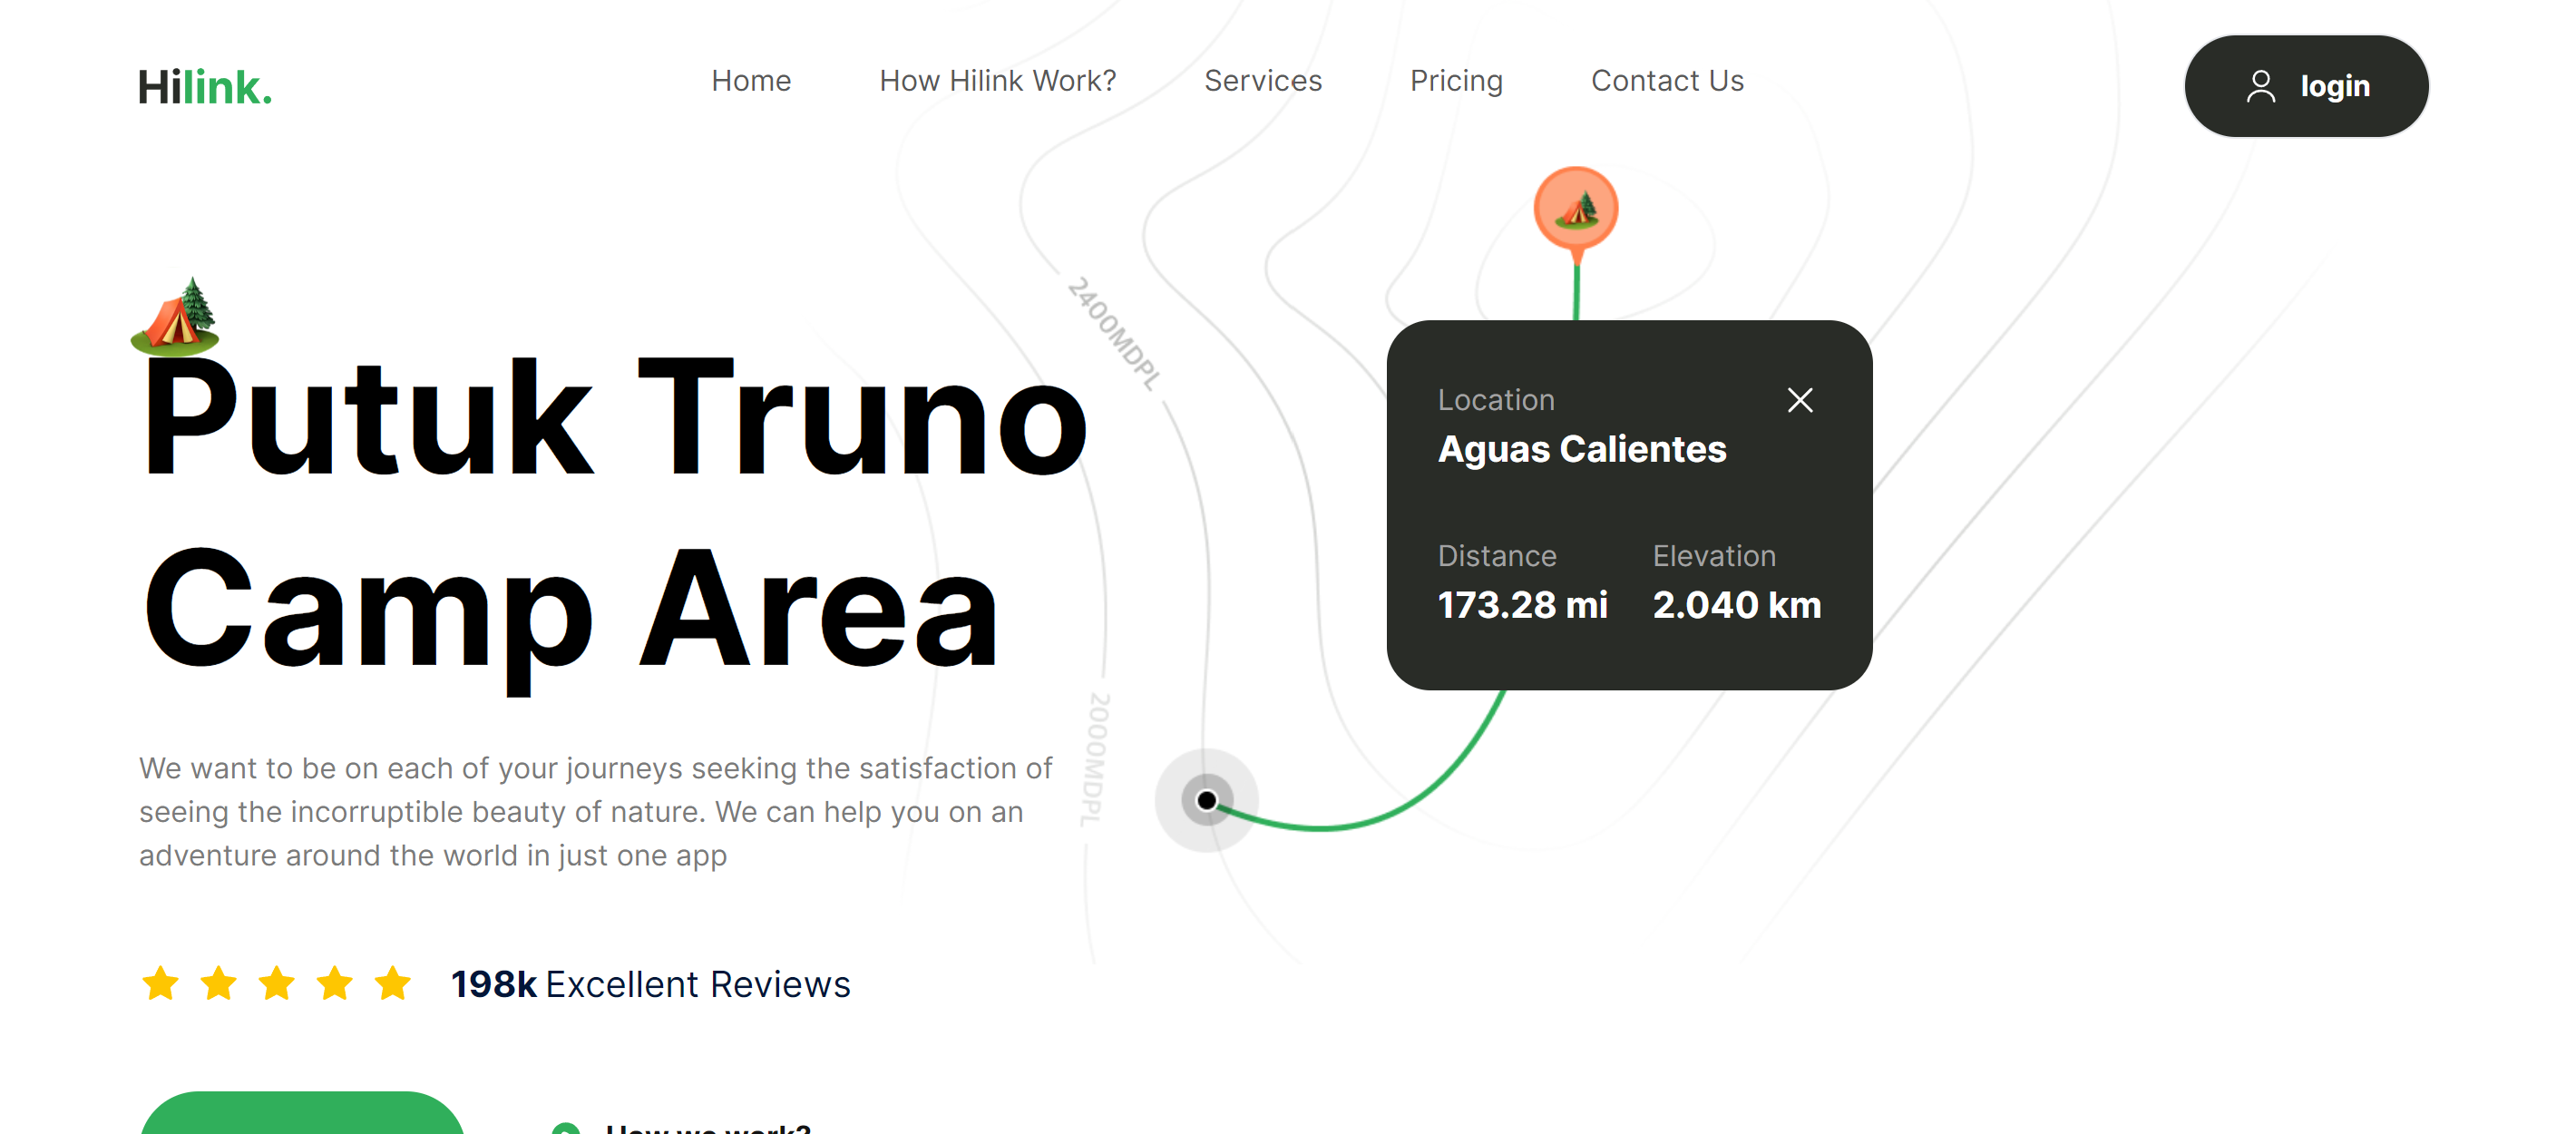 Hilink.
Home How Hilink Work? Services Pricing Contact Us
login
Putuk Truno
Camp Area
2400MDPL
2000MDPL
Location
Aguas Calientes
Distance Elevation
173.28 mi 2.040 km
We want to be on each of your journeys seeking the satisfaction of
seeing the incorruptible beauty of nature. We can help you on an
adventure around the world in just one app
198k Excellent Reviews
How we work?